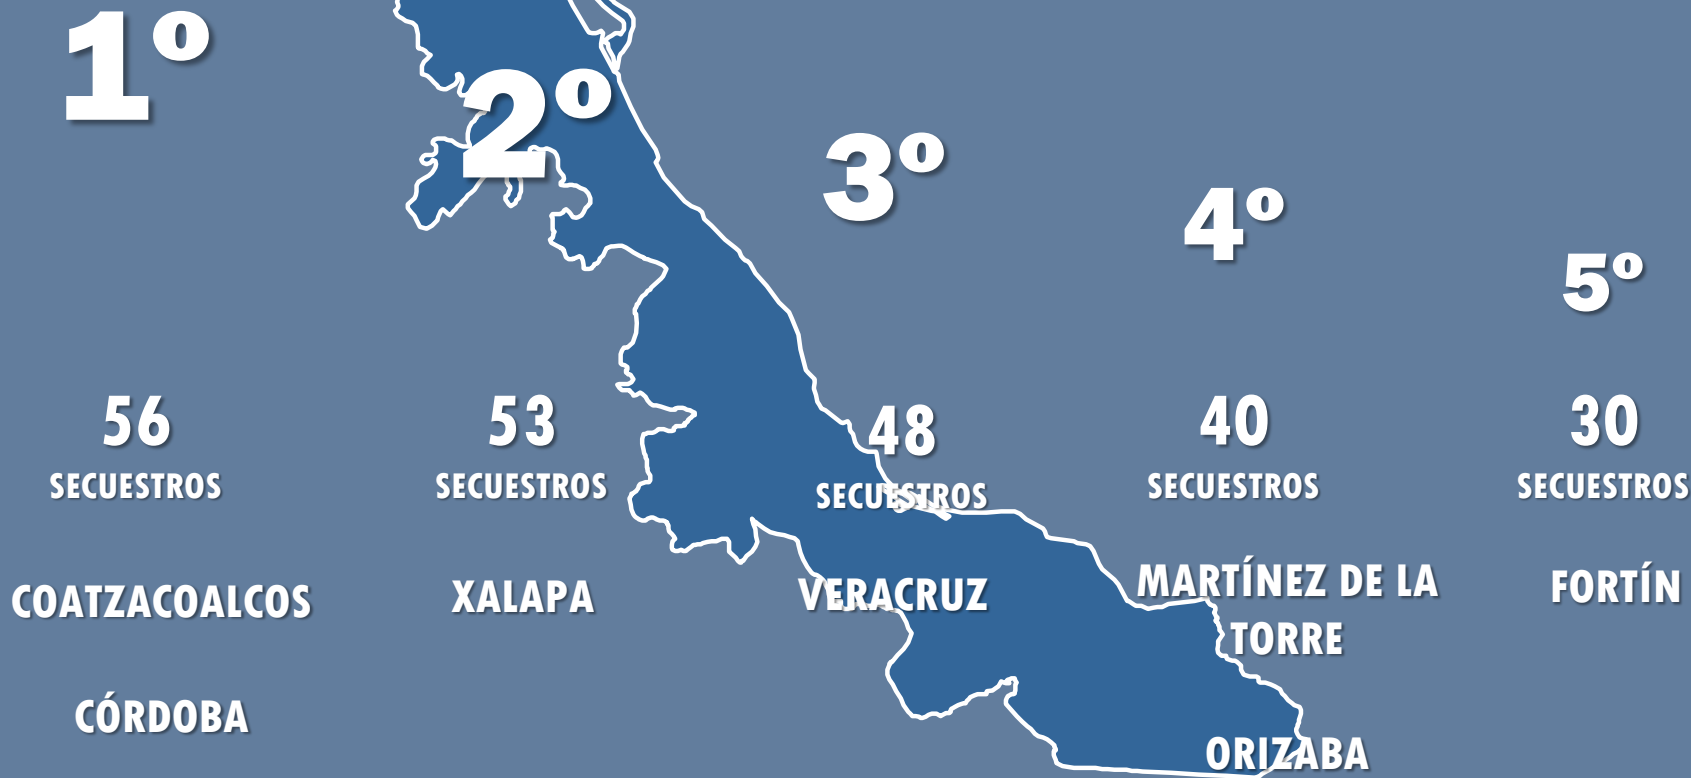 1º
2º
3º
4º
5º
56
53
48
40
30
SECUESTROS
SECUESTROS
SECUESTROS
SECUESTROS
SECUESTROS
COATZACOALCOS
XALAPA
VERACRUZ
MARTÍNEZ DE LA
TORRE
FORTÍN
CÓRDOBA
ORIZABA